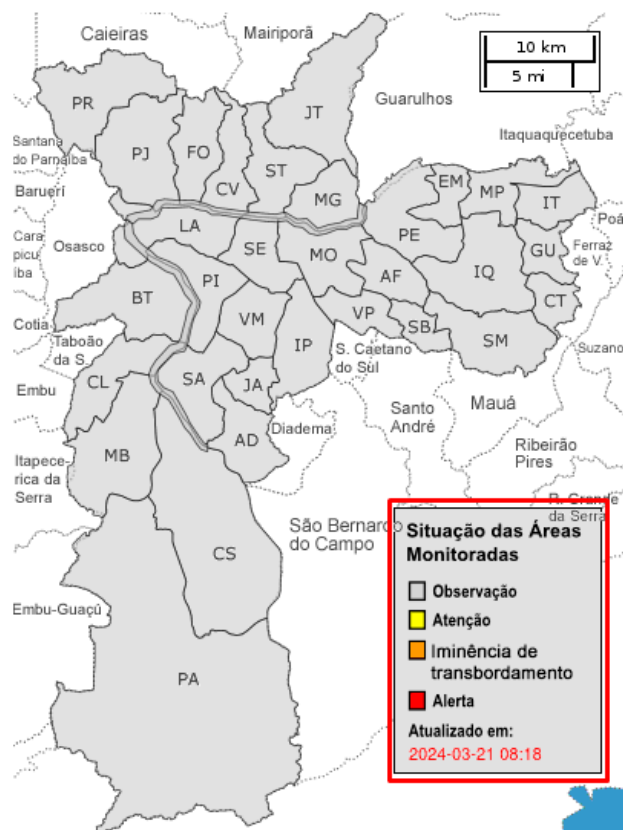 Caieiras
Mairiporã
10 km
5 mi
PR
JT
Guarulhos
Santana
do Parnaíba
PJ
FO
CV
ST
MG
Itaquaquecetuba
EM
MP
IT
Barueri
Poá
Cara
picu
iba
Osasco
LA
SE
MO
PE
IQ
GU
Ferraz
de V.
BT
PI
AF
CT
Cotia
VM
IP
VP
SB
SM
Taboão
da S.
S. Caetano
do Sul
Suzano
Embu
CL
SA
JA
Santo
André
Mauá
MB
AD
Diadema
Ribeirão
Pires
Itapece-
rica da
Serra
R. Grande
da Serra
São Bernardo
do Campo
CS
Embu-Guaçú
PA
Situação das Áreas
Monitoradas
Observação
Atenção
Iminência de
transbordamento
Alerta
Atualizado em:
2024-03-21 08:18